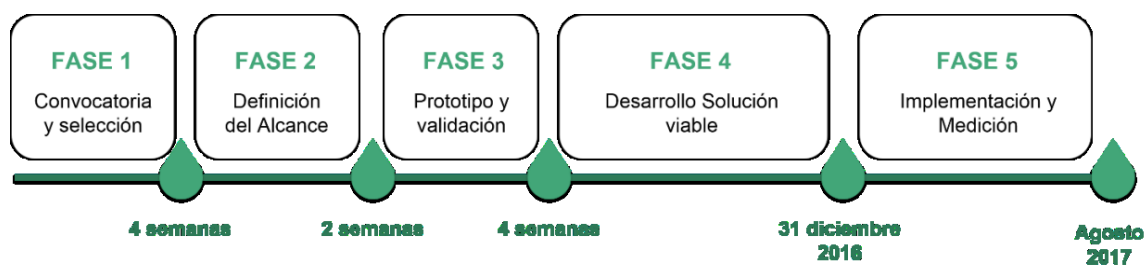 FASE 1
Convocatoria
y selección
FASE 2
Definición
del Alcance
FASE 3
Prototipo y
validación
FASE 4
Desarrollo Solución
viable
FASE 5
Implementación y
Medición
4 semanas
2 semanas
4 semanas
31 diciembre
2016
Agosto
2017